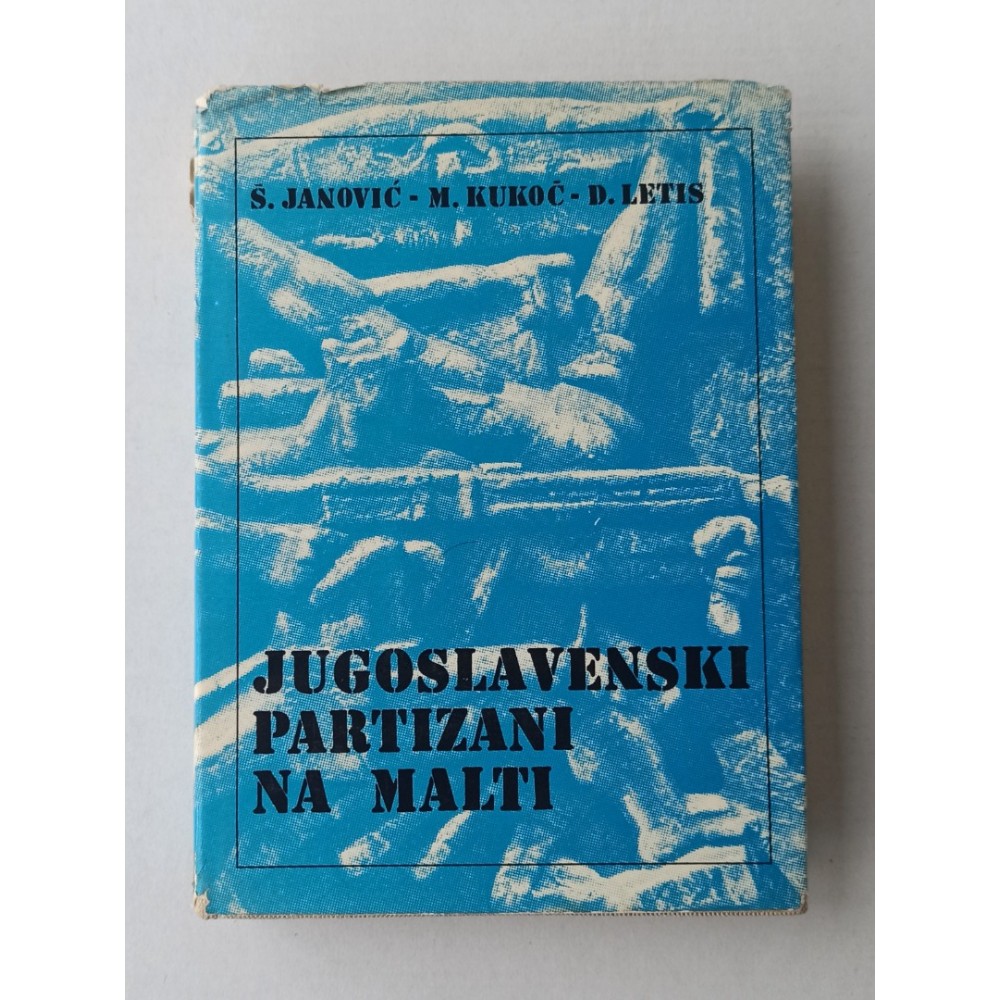 Š. JANOVIĆ - M. KUKOČ - D. LETIS
JUGOSLAVENSKI
PARTIZANI
NA MALTI